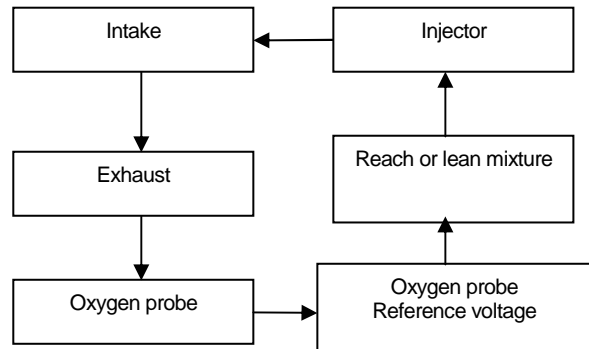 Intake
Injector
Exhaust
Reach or lean mixture
Oxygen probe
Oxygen probe
Reference voltage